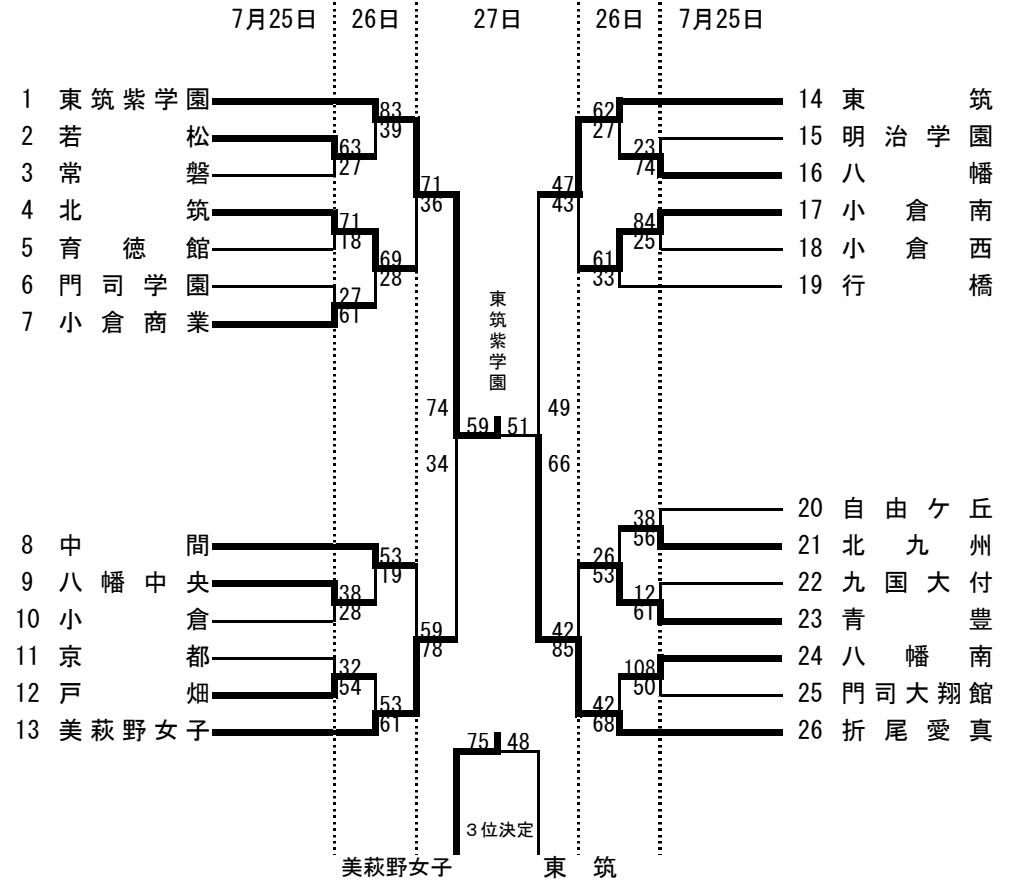 7月25日 26日 27日 26日 7月25日
1 東筑紫学園
2 若松
3 常磐
4 北筑
5 育徳館
6 門司学園
7 小倉商業
8 中間
9 八幡中央
10 小倉
11 京都
12 戸畑
13 美萩野女子
83
39
63
27
71
18
69
28
27
61
71
36
53
19
38
28
32
54
53
61
59
78
74
34
東筑紫学園
59 51
49
66
75 48
3位決定
美萩野女子 東筑
47
43
62
27
23
74
84
25
61
33
38
56
26
53
12
61
42
85
108
50
42
68
14 東筑
15 明治学園
16 八幡
17 小倉南
18 小倉西
19 行橋
20 自由ケ丘
21 北九州
22 九国大付
23 青豊
24 八幡南
25 門司大翔館
26 折尾愛真